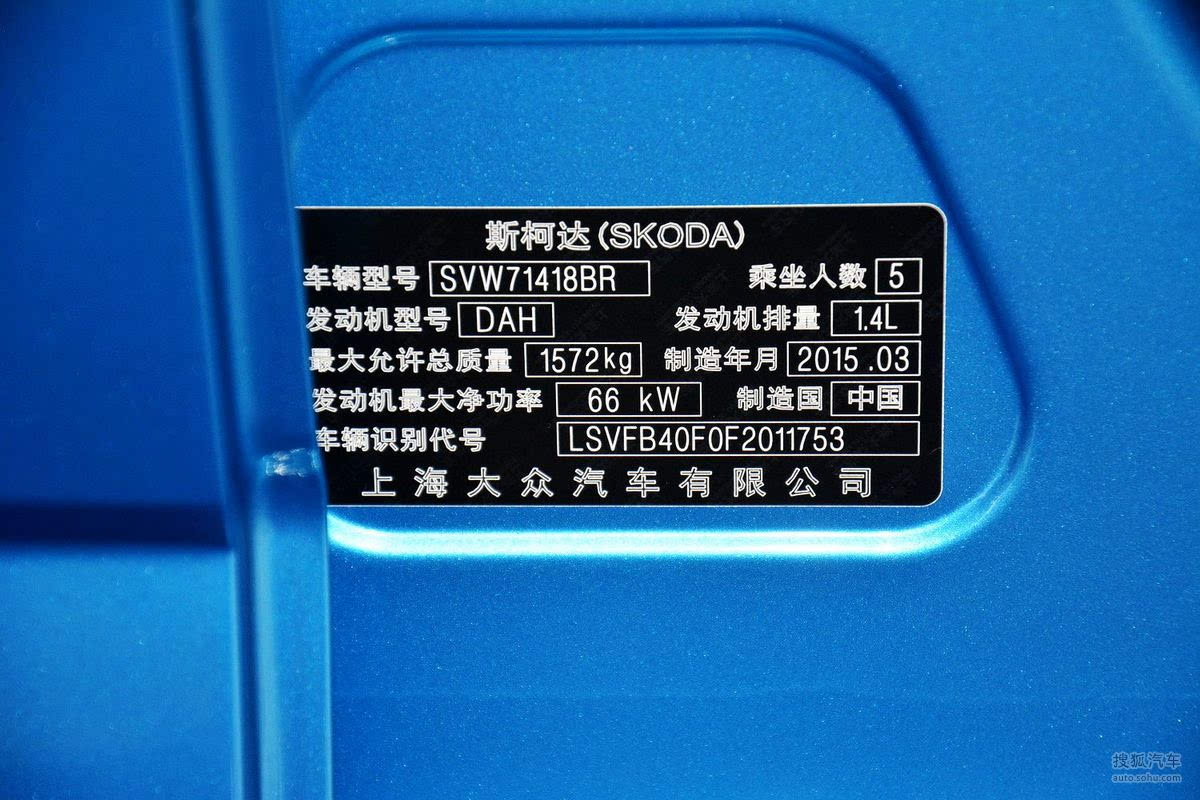 斯柯达(SKODA)
车辆型号 SVW71418BR 乘坐人数 5
发动机型号 DAH 发动机排量 1.4L
最大允许总质量 1572kg 制造年月 2015.03
发动机最大净功率 66 kW 制造国 中国
车辆识别代号 LSVFB40F0F2011753
上海大众汽车有限公司
搜狐汽车
auto.sohu.com